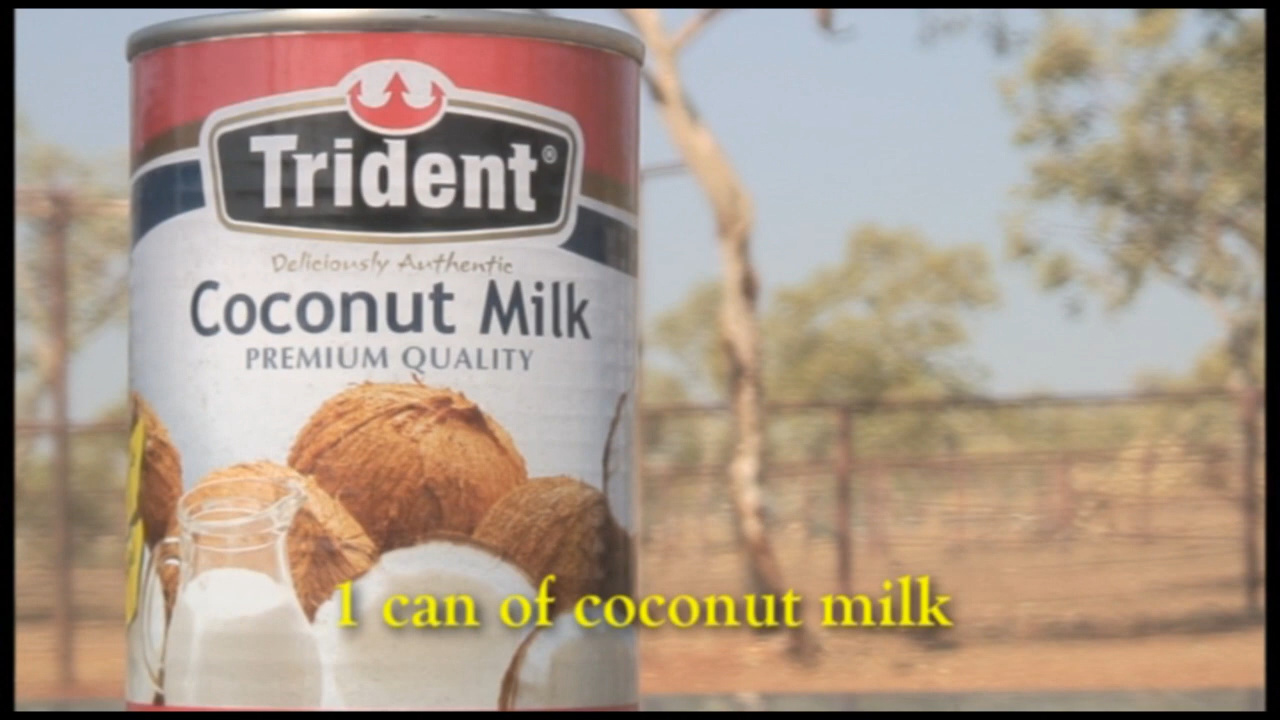 Trident®
Deliciously Authentic
Coconut Milk
PREMIUM QUALITY
1 can of coconut milk